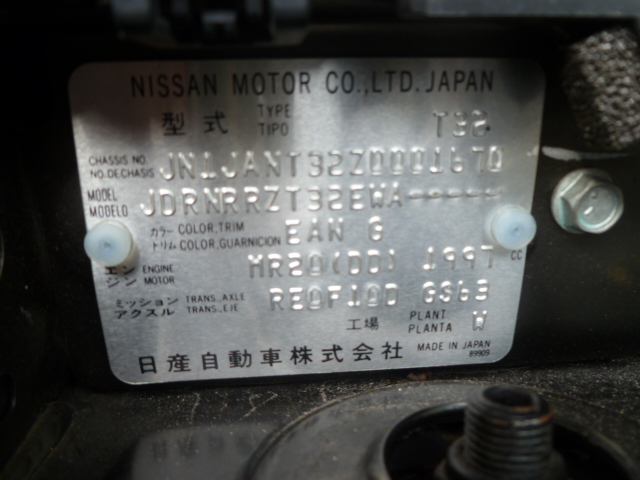 NISSAN MOTOR CO.,LTD.JAPAN
型式 TYPE TIPO T32
CHASSIS NO. NO.DECHASIS JN1JANT32Z0001670
MODEL MODELO JDRNRRZT32EWA-----
カラー COLOR,TRIM トリム COLOR,GUARNICION EAN G
エンジン ENGINE MOTOR MR20(DD) 1997 CC
ミッション TRANS.AXLE アクスル TRANS.,EJE RE0F10D GS63
工場 PLANT PLANTA W
日産自動車株式会社 MADE IN JAPAN
89909